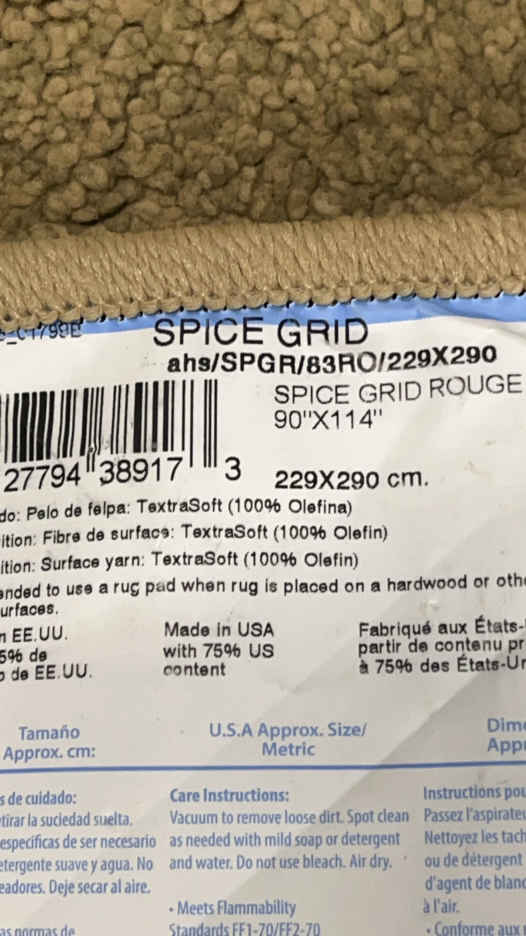 SPICE GRID
ahs/SPGR/83RO/229X290
SPICE GRID ROUGE
90"X114"
27794 38917 3
229X290 cm.
do: Pelo de felpa: TextraSoft (100% Olefina)
ition: Fibre de surface: TextraSoft (100% Olefin)
ition: Surface yarn: TextraSoft (100% Olefin)
ended to use a rug pad when rug is placed on a hardwood or othe
urfaces.
n EE.UU.
5% de
o de EE.UU.
Made in USA
with 75% US
content
Fabriqué aux États-
partir de contenu pr
à 75% des États-Un
Tamaño
Approx. cm:
U.S.A Approx. Size/
Metric
Dime
Appr
s de cuidado:
etirar la suciedad suelta.
específicas de ser necesario
etergente suave y agua. No
eadores. Deje secar al aire.
as normas de
Care Instructions:
Vacuum to remove loose dirt. Spot clean
as needed with mild soap or detergent
and water. Do not use bleach. Air dry.
• Meets Flammability
Standards FF1-70/FF2-70
Instructions pou
Passez l'aspirateu
Nettoyez les tach
ou de détergent
d'agent de blanc
à l'air.
• Conforme aux